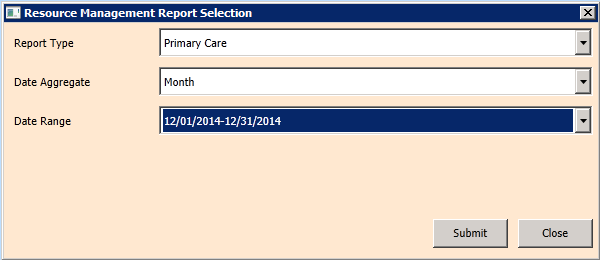 Resource Management Report Selection
Report Type Primary Care
Date Aggregate Month
Date Range 12/01/2014-12/31/2014
Submit Close